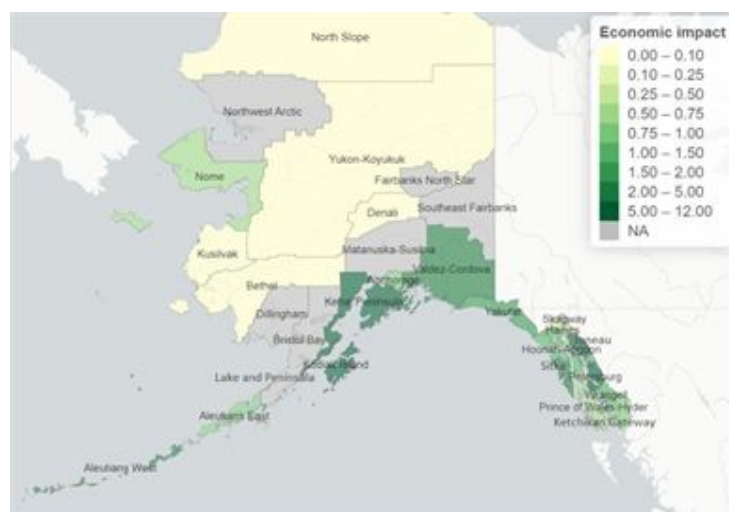 North Slope
Economic impact
0.00 – 0.10
0.10 – 0.25
0.25 – 0.50
0.50 – 0.75
0.75 – 1.00
1.00 – 1.50
1.50 – 2.00
2.00 – 5.00
5.00 – 12.00
NA
Northwest Arctic
Yukon-Koyukuk
Nome
Fairbanks North Star
Denali
Southeast Fairbanks
Kusilvak
Matanuska-Susitna
Valdez-Cordova
Anchorage
Bethel
Kenai Peninsula
Dillingham
Yakutat
Skagway
Haines
Bristol Bay
Juneau
Hoonah-Angoon
Kodiak Island
Sitka
Petersburg
Lake and Peninsula
Wrangell
Prince of Wales-Hyder
Aleutians East
Ketchikan Gateway
Aleutians West